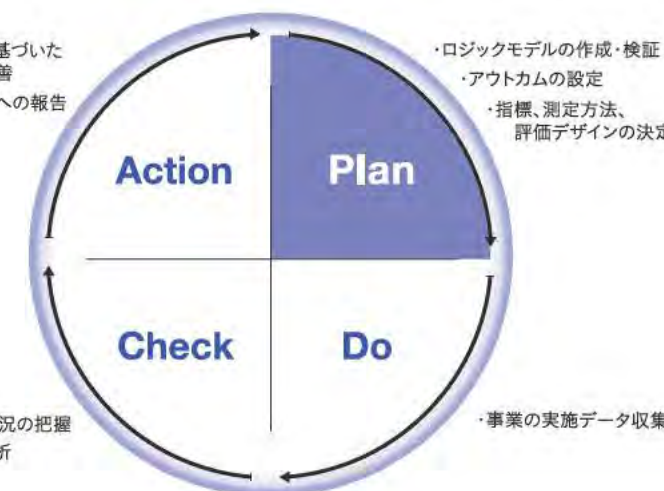 基づいた
善
への報告
Action
Plan
・ロジックモデルの作成・検証
・アウトカムの設定
・指標、測定方法、
評価デザインの決定
Check
Do
況の把握
析
・事業の実施データ収集